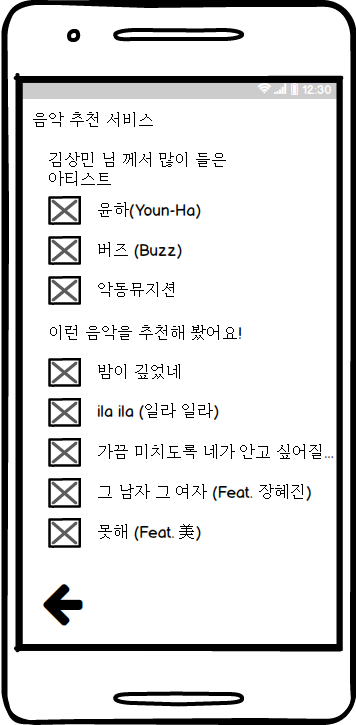 12:30
음악 추천 서비스
김상민 님 께서 많이 들은
아티스트
윤하(Youn-Ha)
버즈 (Buzz)
악동뮤지션
이런 음악을 추천해 봤어요!
밤이 깊었네
ila ila (일라 일라)
가끔 미치도록 네가 안고 싶어질...
그 남자 그 여자 (Feat. 장혜진)
못해 (Feat. 美)